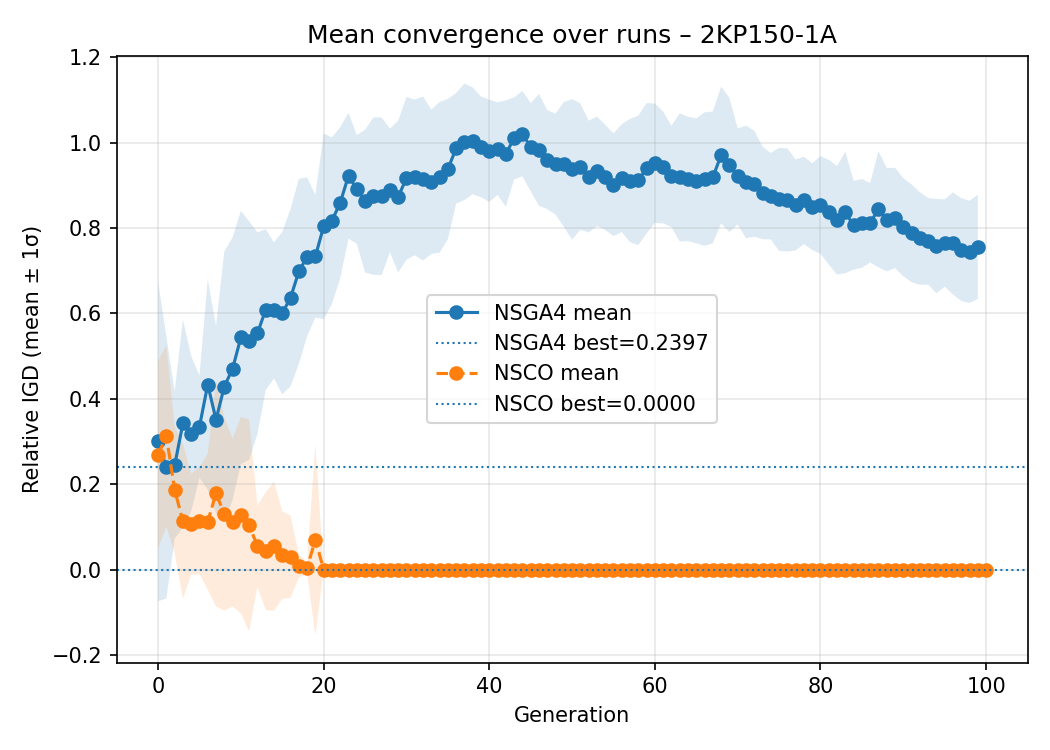 Mean convergence over runs – 2KP150-1A
Relative IGD (mean ± 1σ)
1.2
1.0
0.8
0.6
0.4
0.2
0.0
−0.2
NSGA4 mean
NSGA4 best=0.2397
NSCO mean
NSCO best=0.0000
0 20 40 60 80 100
Generation